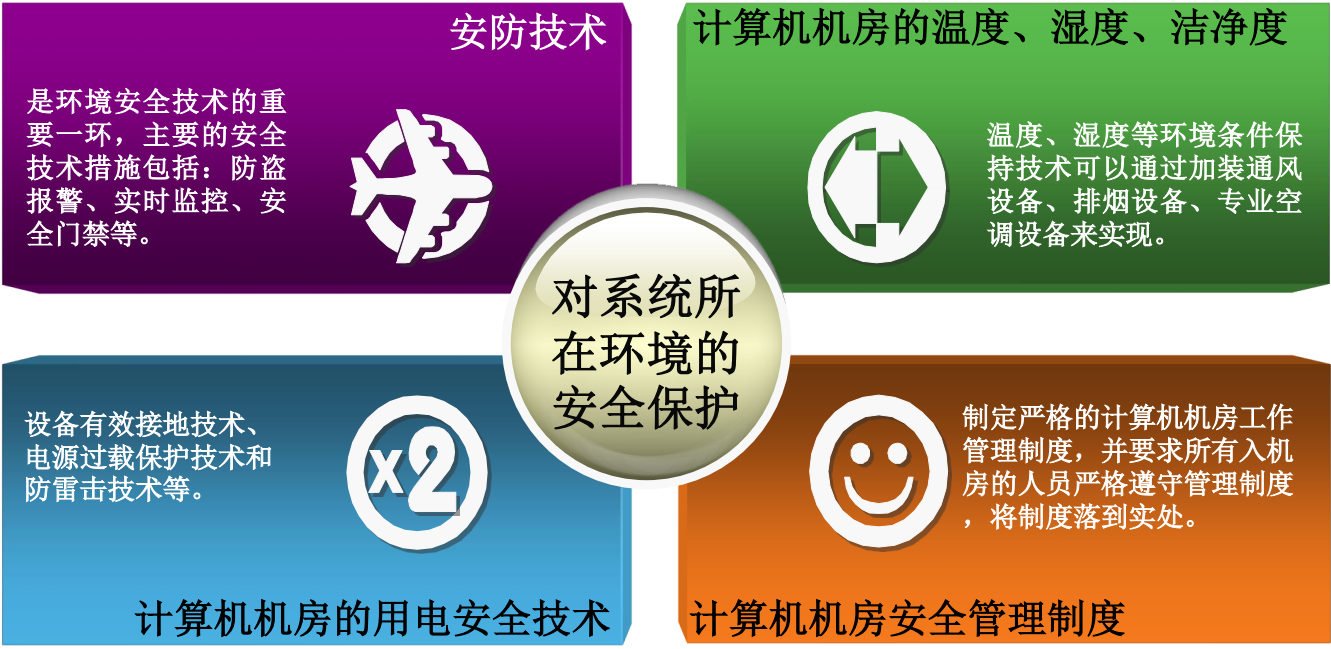 安防技术
是环境安全技术的重
要一环，主要的安全
技术措施包括：防盗
报警、实时监控、安
全门禁等。
计算机机房的温度、湿度、洁净度
温度、湿度等环境条件保
持技术可以通过加装通风
设备、排烟设备、专业空
调设备来实现。
对系统所
在环境的
安全保护
设备有效接地技术、
电源过载保护技术和
防雷击技术等。
x2
计算机机房的用电安全技术
制定严格的计算机机房工作
管理制度，并要求所有入机
房的人员严格遵守管理制度
，将制度落到实处。
计算机机房安全管理制度